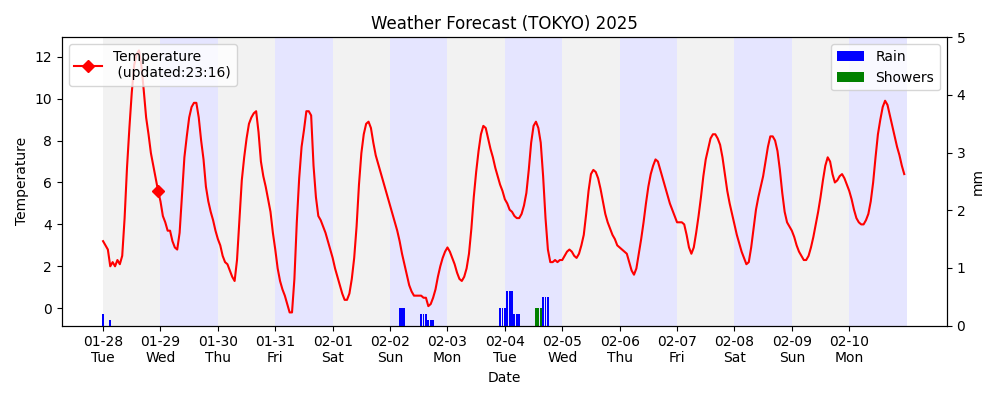 Weather Forecast (TOKYO) 2025
Temperature
(updated:23:16)
Rain
Showers
12
10
8
6
4
2
0
Temperature
5
4
3
2
1
0
mm
01-28 01-29 01-30 01-31 02-01 02-02 02-03 02-04 02-05 02-06 02-07 02-08 02-09 02-10
Tue Wed Thu Fri Sat Sun Mon Tue Wed Thu Fri Sat Sun Mon
Date